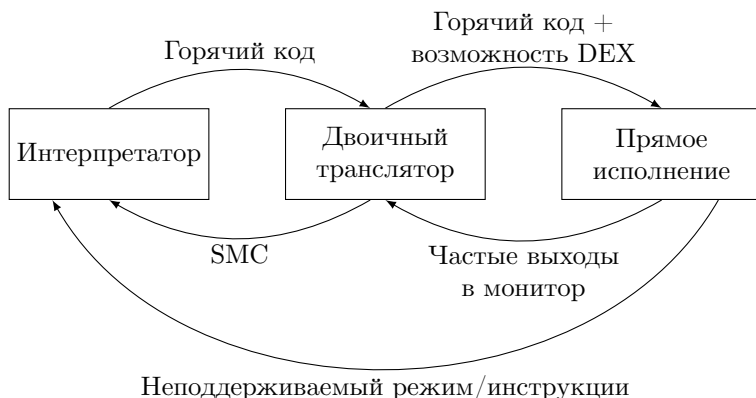 Горячий код
Горячий код +
возможность DEX
Интерпретатор
Двоичный
транслятор
Прямое
исполнение
SMC
Частые выходы
в монитор
Неподдерживаемый режим/инструкции